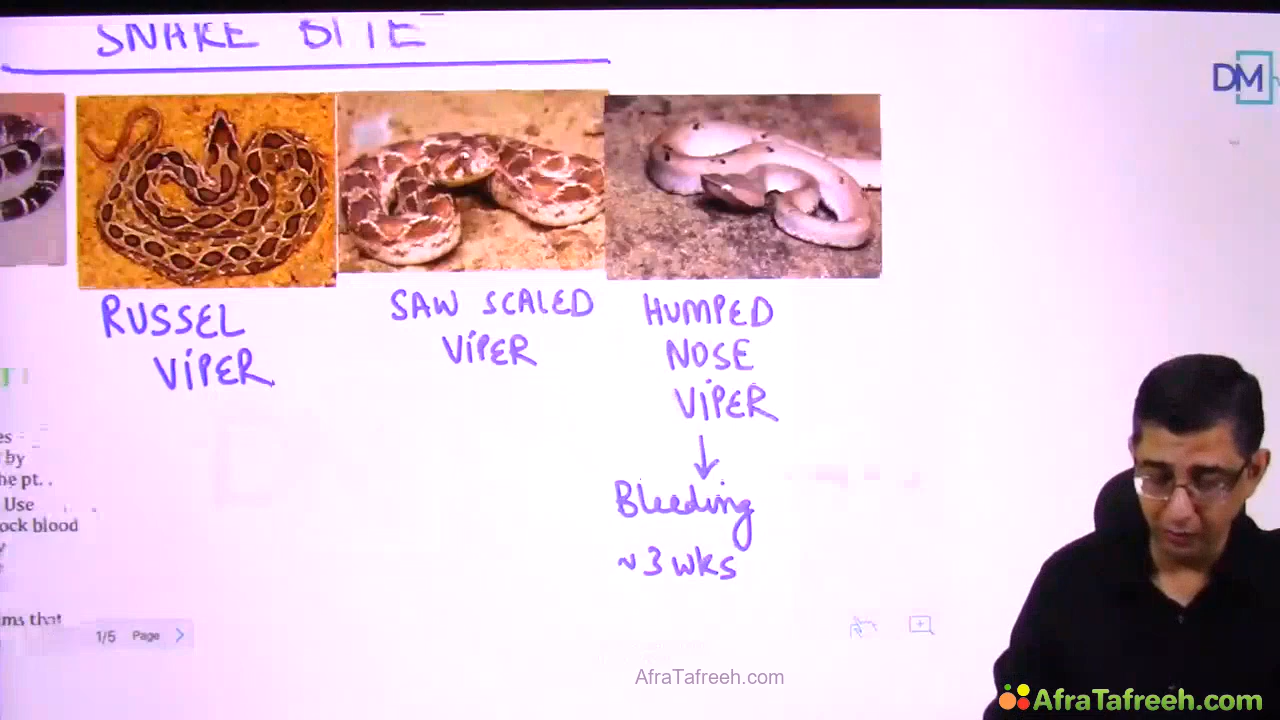 SNAKE BITE
DM
RUSSEL
VIPER
SAW SCALED
VIPER
HUMPED
NOSE
VIPER
Bleeding
~ 3 wks
by
he pt. .
Use
ock blood
ms that
1/5 Page
AfraTafreeh.com
AfraTafreeh.com